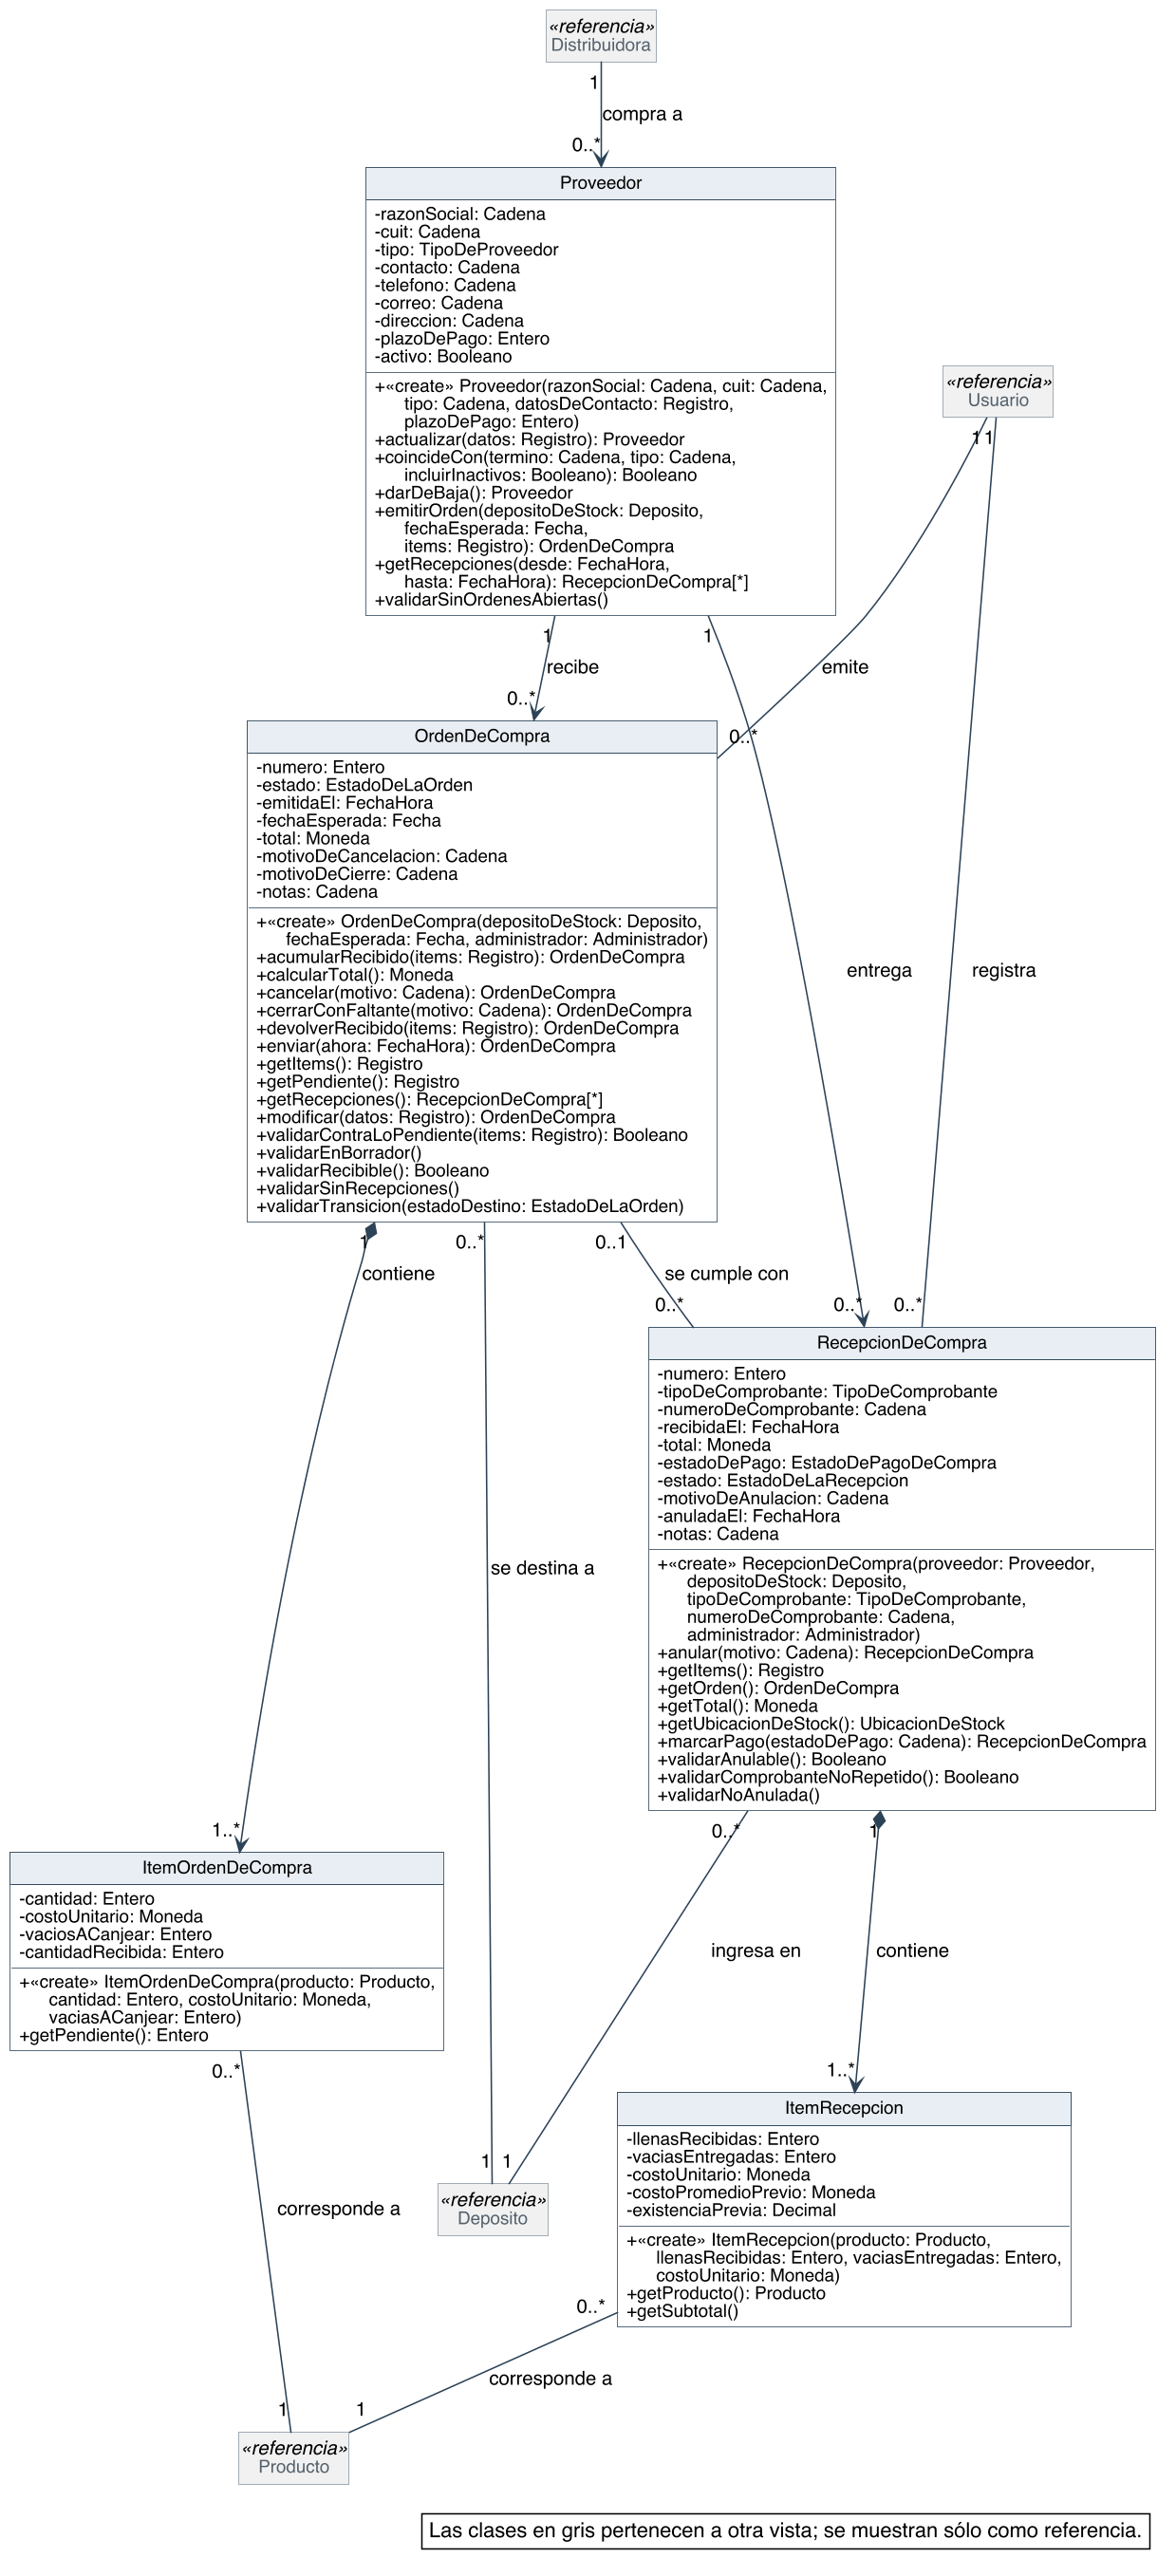 «referencia»
Distribuidora
1
compra a
0..*
Proveedor
-razonSocial: Cadena
-cuit: Cadena
-tipo: TipoDeProveedor
-contacto: Cadena
-telefono: Cadena
-correo: Cadena
-direccion: Cadena
-plazoDePago: Entero
-activo: Booleano
+«create» Proveedor(razonSocial: Cadena, cuit: Cadena,
tipo: Cadena, datosDeContacto: Registro,
plazoDePago: Entero)
+actualizar(datos: Registro): Proveedor
+coincideCon(termino: Cadena, tipo: Cadena,
incluirInactivos: Booleano): Booleano
+darDeBaja(): Proveedor
+emitirOrden(depositoDeStock: Deposito,
fechaEsperada: Fecha,
items: Registro): OrdenDeCompra
+getRecepciones(desde: FechaHora,
hasta: FechaHora): RecepcionDeCompra[*]
+validarSinOrdenesAbiertas()
«referencia»
Usuario
1 1
1
recibe
0..*
1
emite
0..*
OrdenDeCompra
-numero: Entero
-estado: EstadoDeLaOrden
-emitidaEl: FechaHora
-fechaEsperada: Fecha
-total: Moneda
-motivoDeCancelacion: Cadena
-motivoDeCierre: Cadena
-notas: Cadena
+«create» OrdenDeCompra(depositoDeStock: Deposito,
fechaEsperada: Fecha, administrador: Administrador)
+acumularRecibido(items: Registro): OrdenDeCompra
+calcularTotal(): Moneda
+cancelar(motivo: Cadena): OrdenDeCompra
+cerrarConFaltante(motivo: Cadena): OrdenDeCompra
+devolverRecibido(items: Registro): OrdenDeCompra
+enviar(ahora: FechaHora): OrdenDeCompra
+getItems(): Registro
+getPendiente(): Registro
+getRecepciones(): RecepcionDeCompra[*]
+modificar(datos: Registro): OrdenDeCompra
+validarContraLoPendiente(items: Registro): Booleano
+validarEnBorrador()
+validarRecibible(): Booleano
+validarSinRecepciones()
+validarTransicion(estadoDestino: EstadoDeLaOrden)
entrega
registra
1
contiene
0..*
0..1
se cumple con
0..*
0..*
0..*
RecepcionDeCompra
-numero: Entero
-tipoDeComprobante: TipoDeComprobante
-numeroDeComprobante: Cadena
-recibidaEl: FechaHora
-total: Moneda
-estadoDePago: EstadoDePagoDeCompra
-estado: EstadoDeLaRecepcion
-motivoDeAnulacion: Cadena
-anuladaEl: FechaHora
-notas: Cadena
+«create» RecepcionDeCompra(proveedor: Proveedor,
depositoDeStock: Deposito,
tipoDeComprobante: TipoDeComprobante,
numeroDeComprobante: Cadena,
administrador: Administrador)
+anular(motivo: Cadena): RecepcionDeCompra
+getItems(): Registro
+getOrden(): OrdenDeCompra
+getTotal(): Moneda
+getUbicacionDeStock(): UbicacionDeStock
+marcarPago(estadoDePago: Cadena): RecepcionDeCompra
+validarAnulable(): Booleano
+validarComprobanteNoRepetido(): Booleano
+validarNoAnulada()
se destina a
1..*
ItemOrdenDeCompra
-cantidad: Entero
-costoUnitario: Moneda
-vaciosACanjear: Entero
-cantidadRecibida: Entero
+«create» ItemOrdenDeCompra(producto: Producto,
cantidad: Entero, costoUnitario: Moneda,
vaciasACanjear: Entero)
+getPendiente(): Entero
0..*
0..*
ingresa en
1
contiene
1..*
ItemRecepcion
-llenasRecibidas: Entero
-vaciasEntregadas: Entero
-costoUnitario: Moneda
-costoPromedioPrevio: Moneda
-existenciaPrevia: Decimal
+«create» ItemRecepcion(producto: Producto,
llenasRecibidas: Entero, vaciasEntregadas: Entero,
costoUnitario: Moneda)
+getProducto(): Producto
+getSubtotal()
1 1
«referencia»
Deposito
corresponde a
0..*
corresponde a
1
1
«referencia»
Producto
Las clases en gris pertenecen a otra vista; se muestran sólo como referencia.